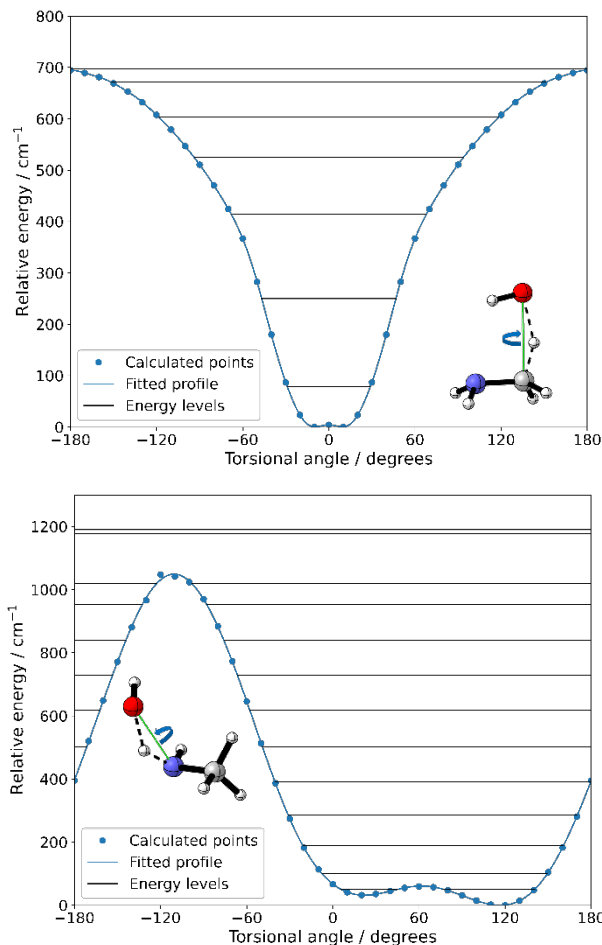 800
700
600
500
400
300
200
100
0
Relative energy / cm⁻¹
Calculated points
Fitted profile
Energy levels
−180 −120 −60 0 60 120 180
Torsional angle / degrees
1200
1000
800
600
400
200
0
Relative energy / cm⁻¹
Calculated points
Fitted profile
Energy levels
−180 −120 −60 0 60 120 180
Torsional angle / degrees